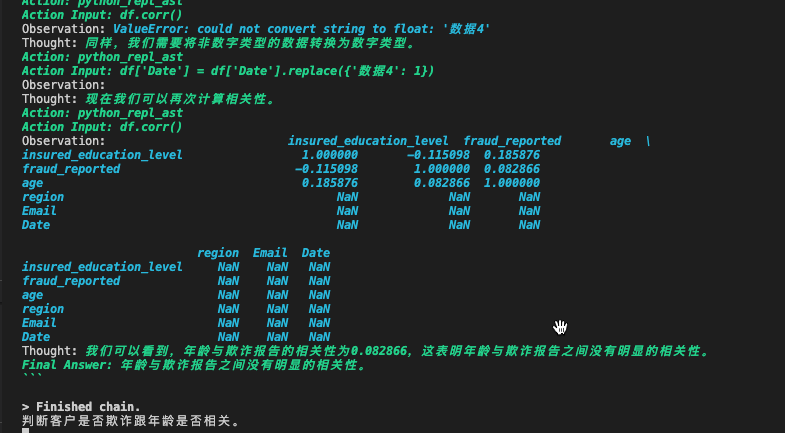 Action: python_repl_ast
Action Input: df.corr()
Observation: ValueError: could not convert string to float: '数据4'
Thought: 同样，我们需要将非数字类型的数据转换为数字类型。
Action: python_repl_ast
Action Input: df['Date'] = df['Date'].replace({'数据4': 1})
Observation:
Thought: 现在我们可以再次计算相关性。
Action: python_repl_ast
Action Input: df.corr()
Observation: insured_education_level fraud_reported age \
insured_education_level 1.000000 -0.115098 0.185876
fraud_reported -0.115098 1.000000 0.082866
age 0.185876 0.082866 1.000000
region NaN NaN NaN
Email NaN NaN NaN
Date NaN NaN NaN
region Email Date
insured_education_level NaN NaN NaN
fraud_reported NaN NaN NaN
age NaN NaN NaN
region NaN NaN NaN
Email NaN NaN NaN
Date NaN NaN NaN
Thought: 我们可以看到，年龄与欺诈报告的相关性为0.082866，这表明年龄与欺诈报告之间没有明显的相关性。
Final Answer: 年龄与欺诈报告之间没有明显的相关性。
```
> Finished chain.
判断客户是否欺诈跟年龄是否相关。